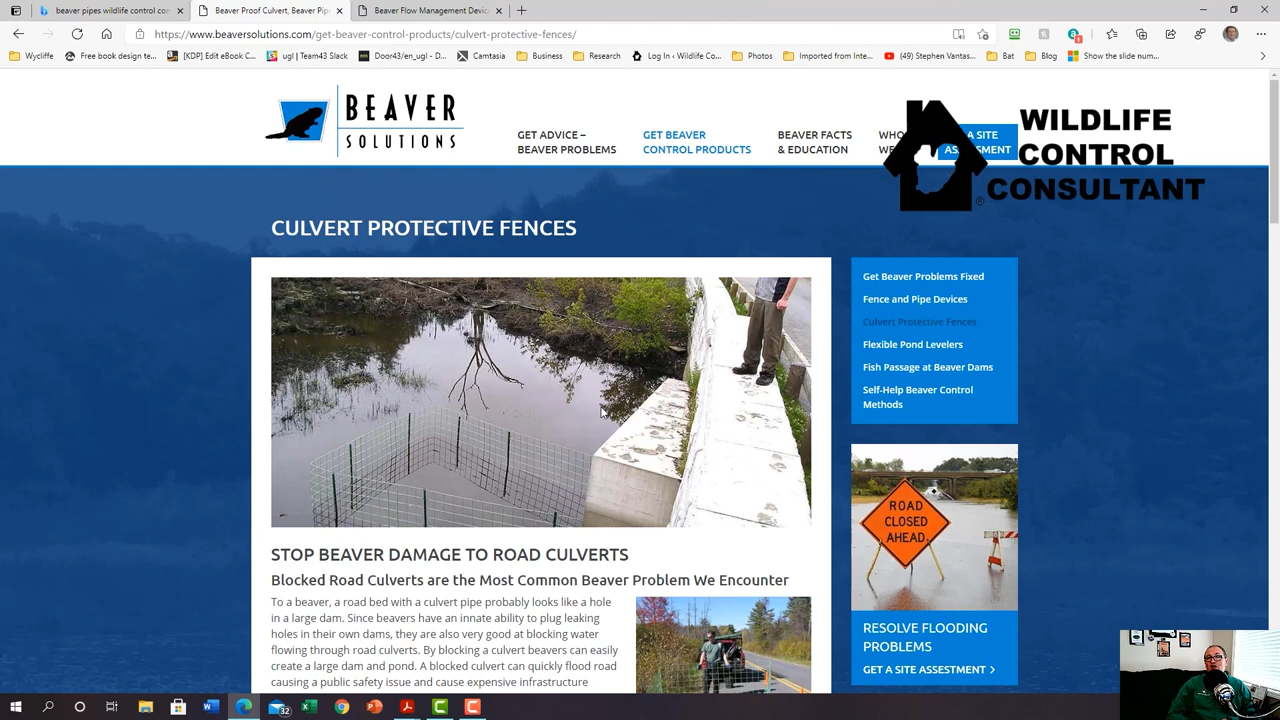 beaver pipes wildlife control con
Beaver Proof Culvert, Beaver Pip
Beaver Flow Management Devic
https://www.beaversolutions.com/get-beaver-control-products/culvert-protective-fences/
Wycliffe
Free book design te...
[KDP] Edit eBook C...
Team43 Slack
Do2r43/en_ugl - D...
Camtasia
Business
Research
Log In ‹ Wildlife Co...
Photos
Imported from Inte...
(49) Stephen Vantas...
Bat
Blog
Show the slide num...
BEAVER
SOLUTIONS
GET ADVICE –
BEAVER PROBLEMS
GET BEAVER
CONTROL PRODUCTS
BEAVER FACTS
& EDUCATION
WHO
WE
A SITE
WILDLIFE
CONTROL
CONSULTANT
®
CULVERT PROTECTIVE FENCES
Get Beaver Problems Fixed
Fence and Pipe Devices
Culvert Protective Fences
Flexible Pond Levelers
Fish Passage at Beaver Dams
Self-Help Beaver Control
Methods
ROAD
CLOSED
AHEAD
STOP BEAVER DAMAGE TO ROAD CULVERTS
Blocked Road Culverts are the Most Common Beaver Problem We Encounter
To a beaver, a road bed with a culvert pipe probably looks like a hole
in a large dam. Since beavers have an innate ability to plug leaking
holes in their own dams, they are also very good at blocking water
flowing through road culverts. By blocking a culvert beavers can easily
create a large dam and pond. A blocked culvert can quickly flood road
causing a public safety issue and cause expensive infrastructure
RESOLVE FLOODING
PROBLEMS
GET A SITE ASSESTMENT